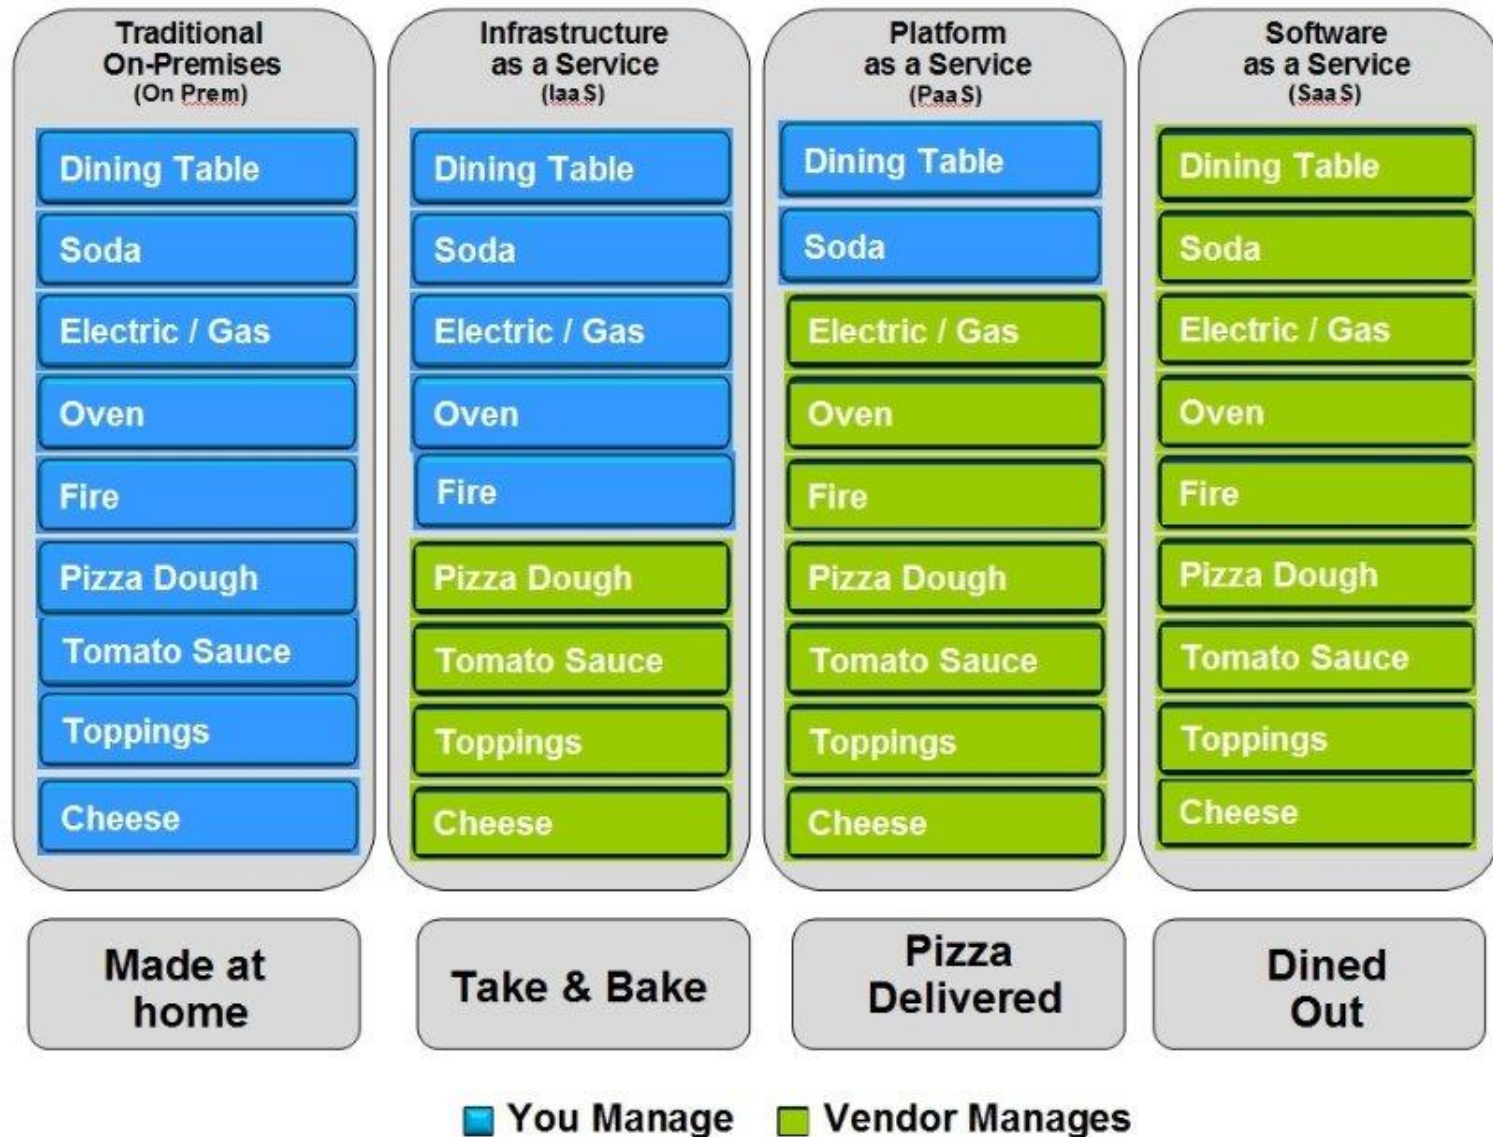 Traditional
On-Premises
(On Prem)
Dining Table
Soda
Electric / Gas
Oven
Fire
Pizza Dough
Tomato Sauce
Toppings
Cheese
Made at
home
Infrastructure
as a Service
(IaaS)
Dining Table
Soda
Electric / Gas
Oven
Fire
Pizza Dough
Tomato Sauce
Toppings
Cheese
Take & Bake
Platform
as a Service
(PaaS)
Dining Table
Soda
Electric / Gas
Oven
Fire
Pizza Dough
Tomato Sauce
Toppings
Cheese
Pizza
Delivered
Software
as a Service
(SaaS)
Dining Table
Soda
Electric / Gas
Oven
Fire
Pizza Dough
Tomato Sauce
Toppings
Cheese
Dined
Out
You Manage
Vendor Manages